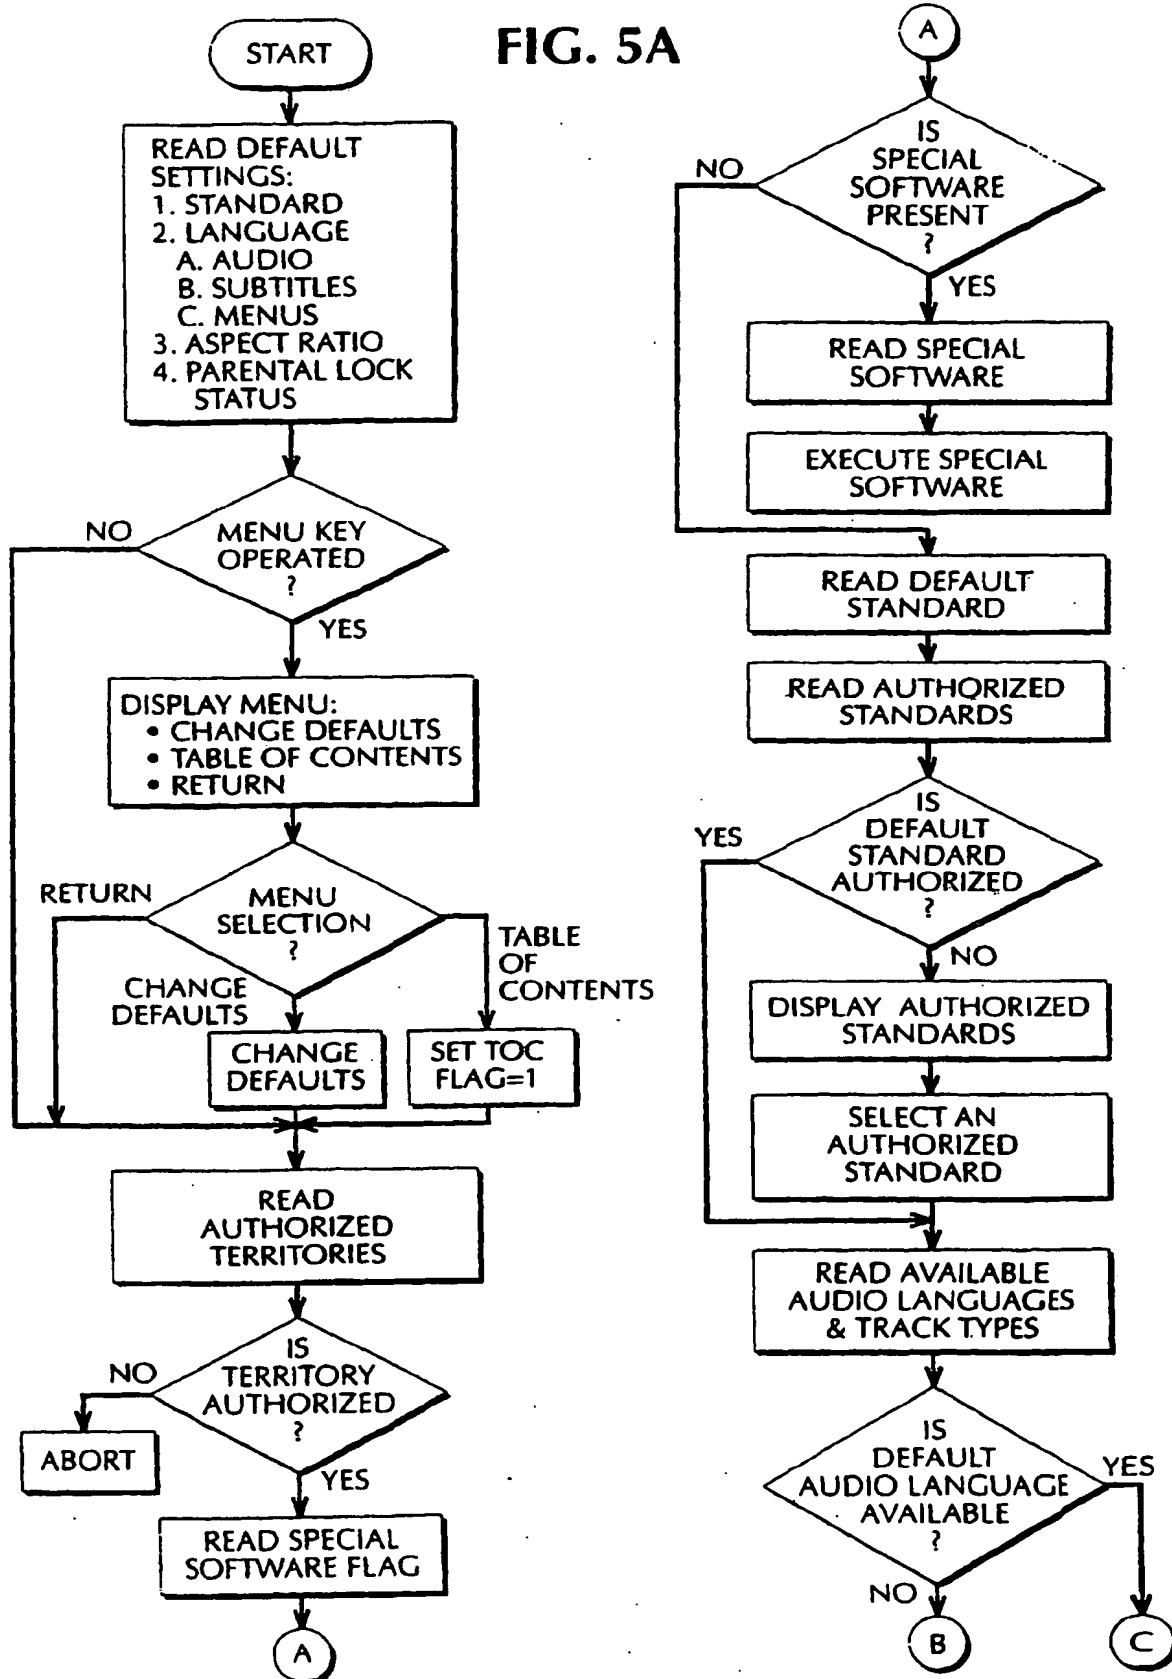 FIG. 5A
START
READ DEFAULT
SETTINGS:
1. STANDARD
2. LANGUAGE
A. AUDIO
B. SUBTITLES
C. MENUS
3. ASPECT RATIO
4. PARENTAL LOCK
STATUS
NO
MENU KEY
OPERATED
?
YES
DISPLAY MENU:
• CHANGE DEFAULTS
• TABLE OF CONTENTS
• RETURN
RETURN
MENU
SELECTION
?
TABLE
OF
CONTENTS
CHANGE
DEFAULTS
CHANGE
DEFAULTS
SET TOC
FLAG=1
READ
AUTHORIZED
TERRITORIES
IS
TERRITORY
AUTHORIZED
?
NO
ABORT
YES
READ SPECIAL
SOFTWARE FLAG
A
A
IS
SPECIAL
SOFTWARE
PRESENT
?
NO
YES
READ SPECIAL
SOFTWARE
EXECUTE SPECIAL
SOFTWARE
READ DEFAULT
STANDARD
READ AUTHORIZED
STANDARDS
IS
DEFAULT
STANDARD
AUTHORIZED
?
YES
NO
DISPLAY AUTHORIZED
STANDARDS
SELECT AN
AUTHORIZED
STANDARD
READ AVAILABLE
AUDIO LANGUAGES
& TRACK TYPES
IS
DEFAULT
AUDIO LANGUAGE
AVAILABLE
?
YES
NO
B
C